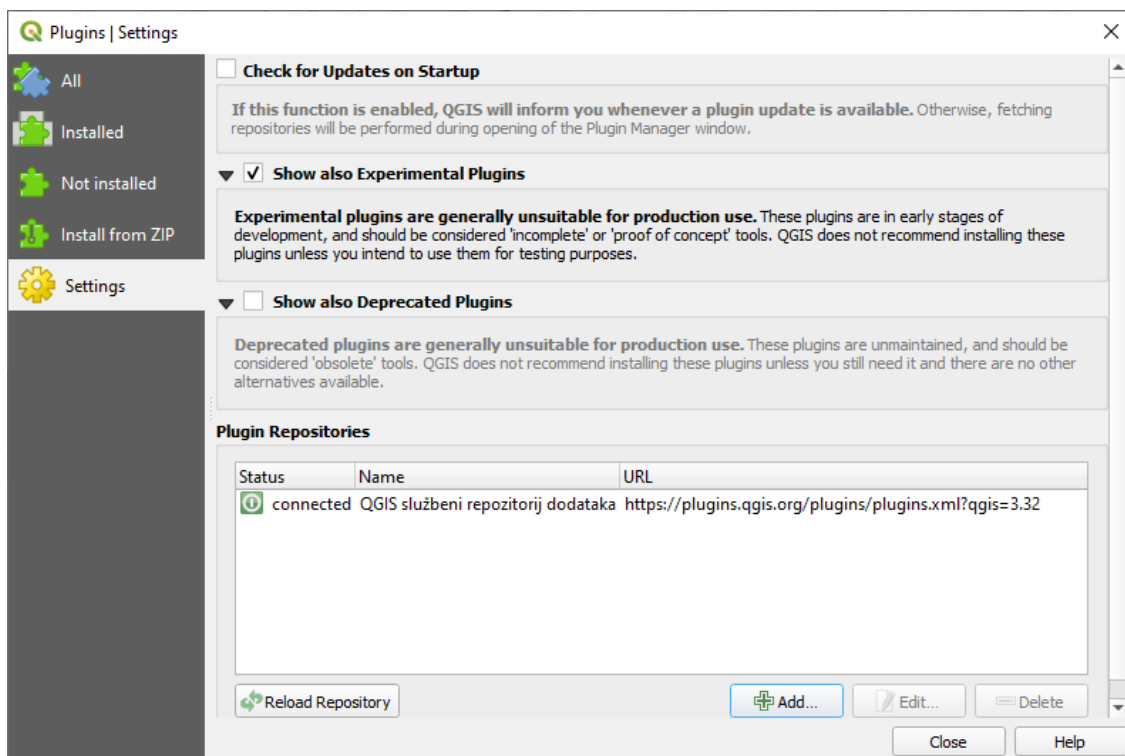 Plugins | Settings
All
Installed
Not installed
Install from ZIP
Settings
Check for Updates on Startup
If this function is enabled, QGIS will inform you whenever a plugin update is available. Otherwise, fetching
repositories will be performed during opening of the Plugin Manager window.
Show also Experimental Plugins
Experimental plugins are generally unsuitable for production use. These plugins are in early stages of
development, and should be considered 'incomplete' or 'proof of concept' tools. QGIS does not recommend installing these
plugins unless you intend to use them for testing purposes.
Show also Deprecated Plugins
Deprecated plugins are generally unsuitable for production use. These plugins are unmaintained, and should be
considered 'obsolete' tools. QGIS does not recommend installing these plugins unless you still need it and there are no other
alternatives available.
Plugin Repositories
Status Name URL
connected QGIS službeni repozitorij dodataka https://plugins.qgis.org/plugins/plugins.xml?qgis=3.32
Reload Repository Add... Edit... Delete
Close Help